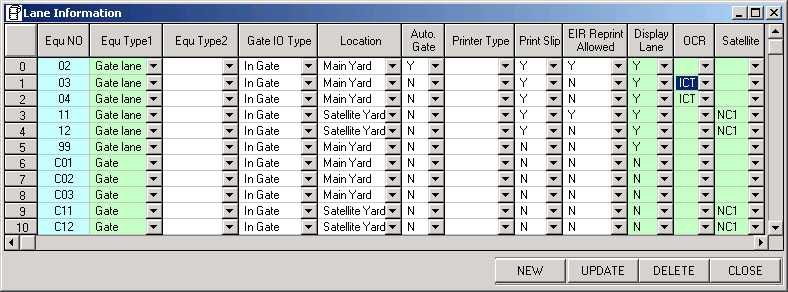 Lane Information
Equ NO Equ Type1 Equ Type2 Gate IO Type Location Auto. Gate Printer Type Print Slip EIR Reprint Allowed Display Lane OCR Satellite
0 02 Gate lane In Gate Main Yard Y Y Y Y
1 03 Gate lane In Gate Main Yard N Y N Y ICT
2 04 Gate lane In Gate Main Yard N Y N Y ICT
3 11 Gate lane In Gate Satellite Yard Y Y Y Y NC1
4 12 Gate lane In Gate Satellite Yard N Y N Y NC1
5 99 Gate lane In Gate Main Yard N N N Y
6 C01 Gate In Gate Main Yard N N N N
7 C02 Gate In Gate Main Yard N N N N
8 C03 Gate In Gate Main Yard N N N N
9 C11 Gate In Gate Satellite Yard N N N N NC1
10 C12 Gate In Gate Satellite Yard N N N N NC1
NEW UPDATE DELETE CLOSE